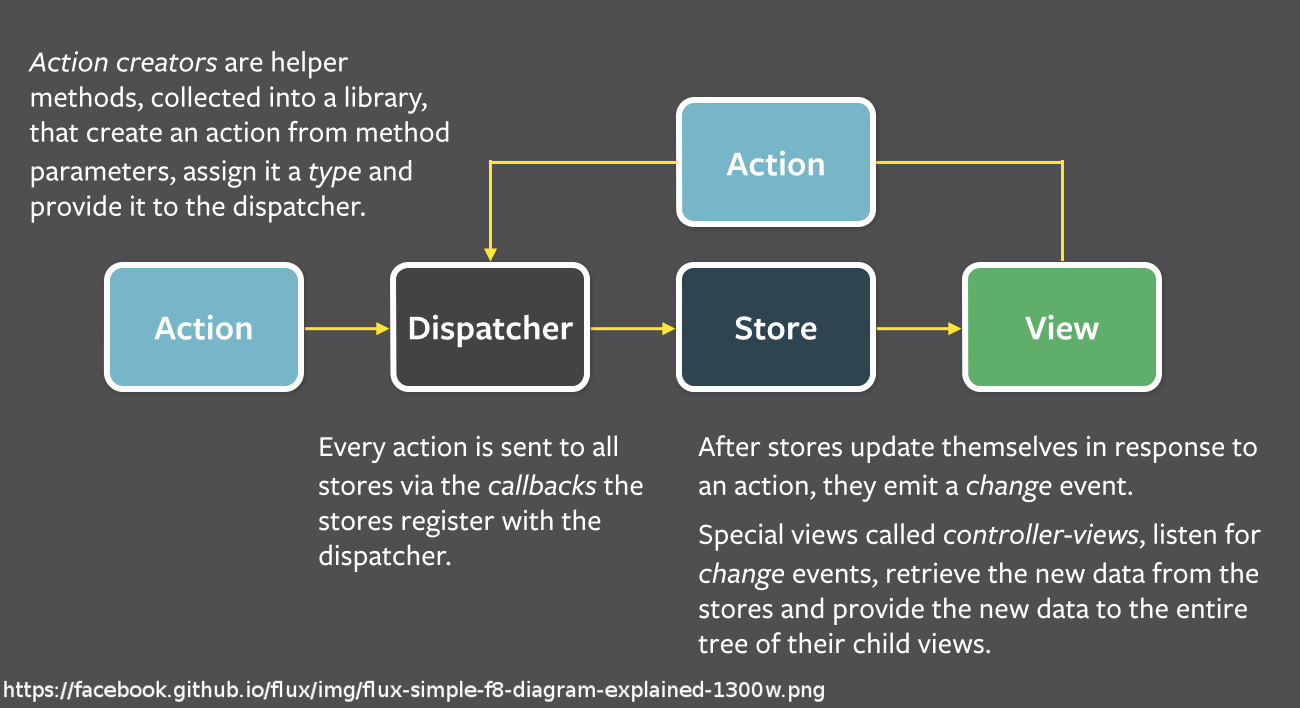 Action creators are helper
methods, collected into a library,
that create an action from method
parameters, assign it a type and
provide it to the dispatcher.
Action
Action
Dispatcher
Store
View
Every action is sent to all
stores via the callbacks the
stores register with the
dispatcher.
After stores update themselves in response to
an action, they emit a change event.
Special views called controller-views, listen for
change events, retrieve the new data from the
stores and provide the new data to the entire
tree of their child views.
https://facebook.github.io/flux/img/flux-simple-f8-diagram-explained-1300w.png